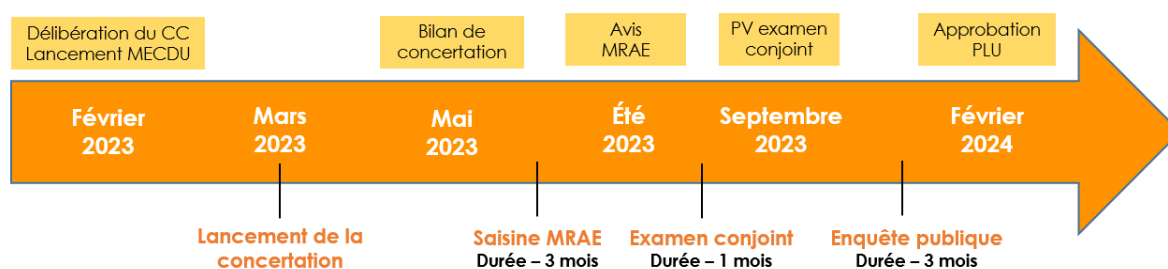 Délibération du CC
Lancement MECDU
Bilan de
concertation
Avis
MRAE
PV examen
conjoint
Approbation
PLU
Février
2023
Mars
2023
Mai
2023
Été
2023
Septembre
2023
Février
2024
Lancement de la
concertation
Saisine MRAE
Durée – 3 mois
Examen conjoint
Durée – 1 mois
Enquête publique
Durée – 3 mois